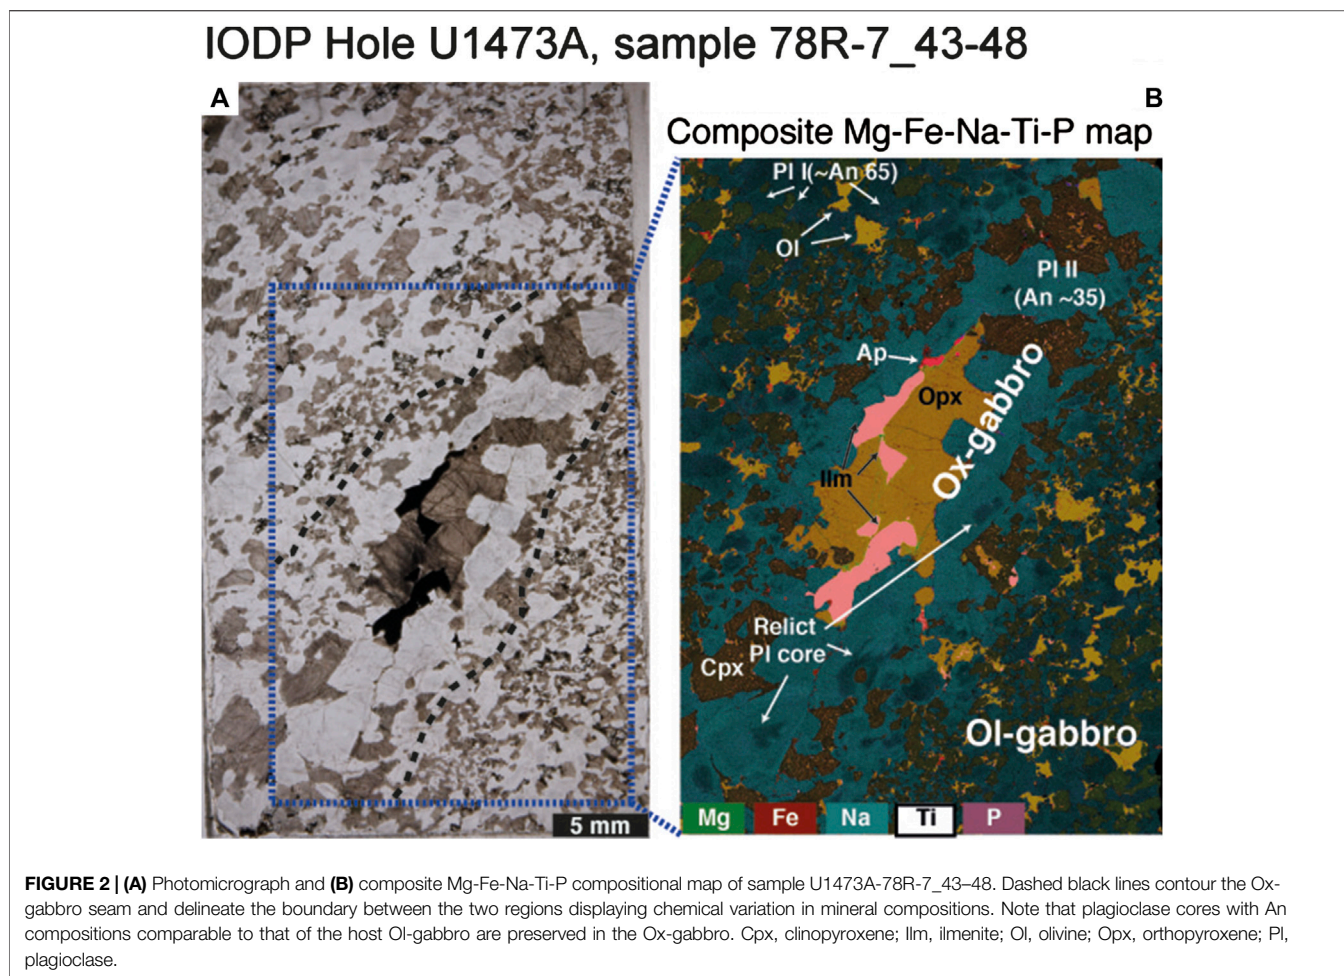 IODP Hole U1473A, sample 78R-7_43-48
A
B
Composite Mg-Fe-Na-Ti-P map
Pl I(~An 65)
Ol
Pl II
(An ~35)
Ap
Opx
Ox-gabbro
Ilm
Relict
Pl core
Cpx
Ol-gabbro
Mg Fe Na Ti P
5 mm
FIGURE 2 | (A) Photomicrograph and (B) composite Mg-Fe-Na-Ti-P compositional map of sample U1473A-78R-7_43–48. Dashed black lines contour the Ox-
gabbro seam and delineate the boundary between the two regions displaying chemical variation in mineral compositions. Note that plagioclase cores with An
compositions comparable to that of the host Ol-gabbro are preserved in the Ox-gabbro. Cpx, clinopyroxene; Ilm, ilmenite; Ol, olivine; Opx, orthopyroxene; Pl,
plagioclase.